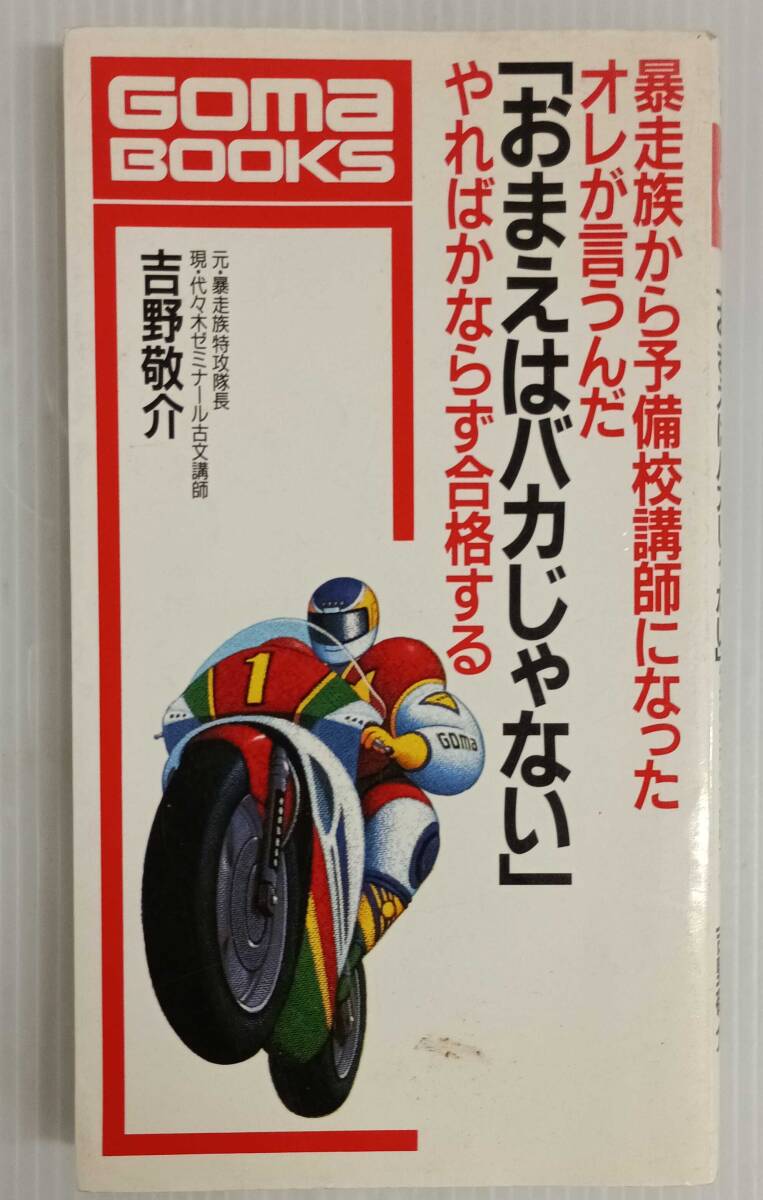 GOMA
BOOKS
暴走族から予備校講師になった
オレが言うんだ
「おまえはバカじゃない」
やればかならず合格する
元・暴走族特攻隊長
現・代々木ゼミナール古文講師
吉野敬介
1
GOMA